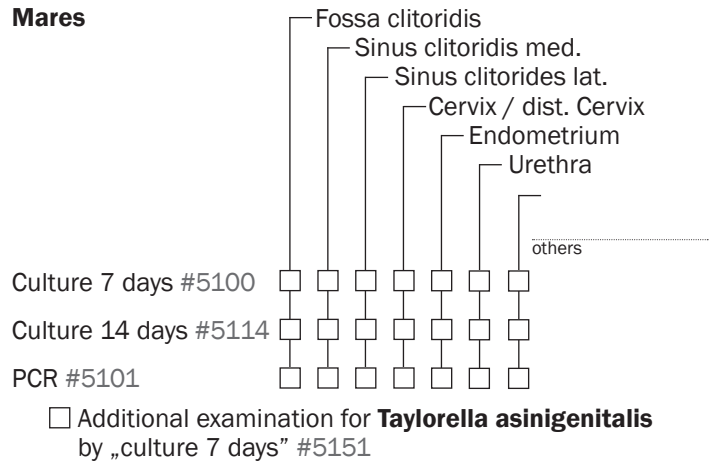 Mares
Fossa clitoridis
Sinus clitoridis med.
Sinus clitorides lat.
Cervix / dist. Cervix
Endometrium
Urethra
others
Culture 7 days #5100
Culture 14 days #5114
PCR #5101
Additional examination for Taylorella asinigenitalis
by „culture 7 days” #5151